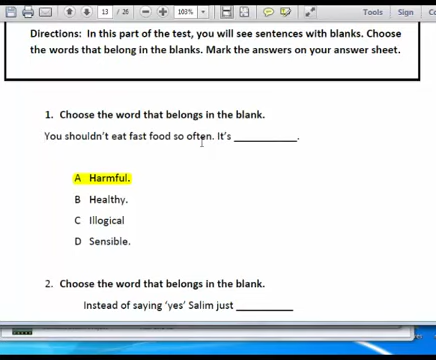 13 / 26
103%
Tools
Sign
Directions: In this part of the test, you will see sentences with blanks. Choose
the words that belong in the blanks. Mark the answers on your answer sheet.
1. Choose the word that belongs in the blank.
You shouldn't eat fast food so often. It's __________.
A Harmful.
B Healthy.
C Illogical
D Sensible.
2. Choose the word that belongs in the blank.
Instead of saying 'yes' Salim just _________